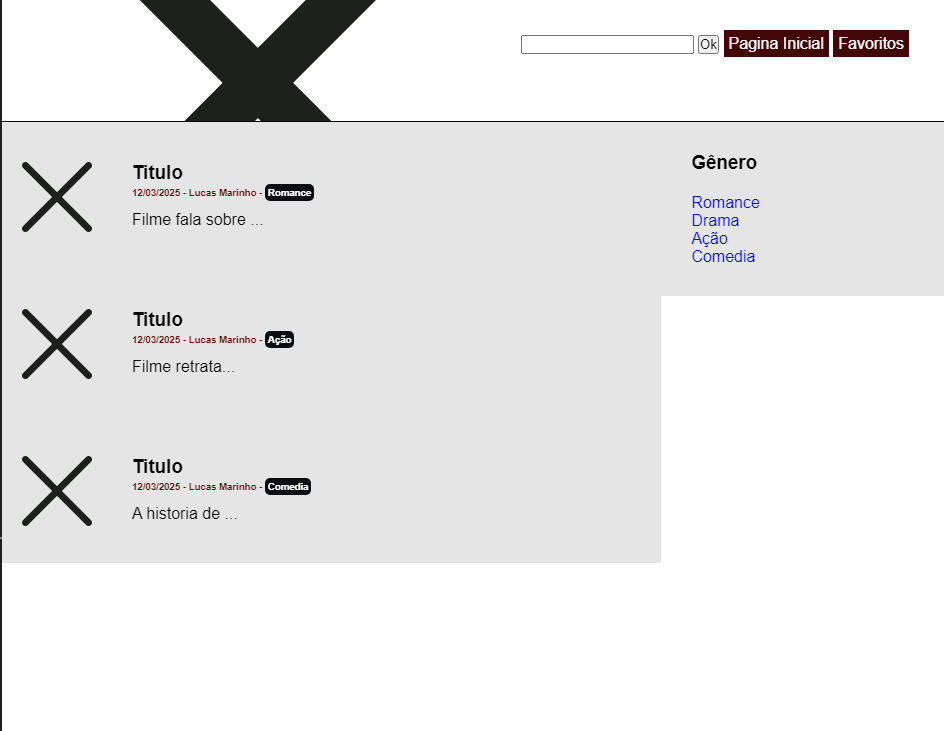 Ok Pagina Inicial Favoritos
Titulo
12/03/2025 - Lucas Marinho - Romance
Filme fala sobre ...
Titulo
12/03/2025 - Lucas Marinho - Ação
Filme retrata...
Titulo
12/03/2025 - Lucas Marinho - Comedia
A historia de ...
Gênero
Romance
Drama
Ação
Comedia